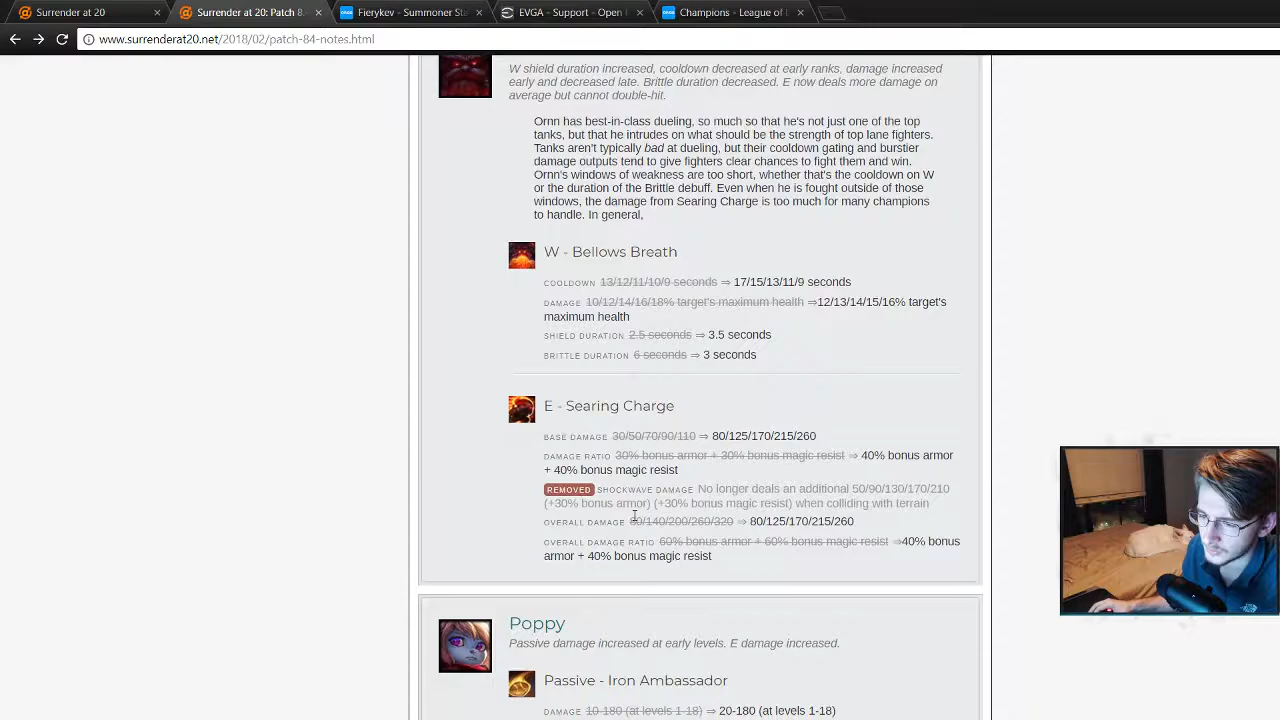 Surrender at 20
Surrender at 20: Patch 8.
Fierykev - Summoner Sta
EVGA – Support – Open
Champions - League of L
www.surrenderat20.net/2018/02/patch-84-notes.html
W shield duration increased, cooldown decreased at early ranks, damage increased
early and decreased late. Brittle duration decreased. E now deals more damage on
average but cannot double-hit.
Ornn has best-in-class dueling, so much so that he's not just one of the top
tanks, but that he intrudes on what should be the strength of top lane fighters.
Tanks aren't typically bad at dueling, but their cooldown gating and burstier
damage outputs tend to give fighters clear chances to fight them and win.
Ornn's windows of weakness are too short, whether that's the cooldown on W
or the duration of the Brittle debuff. Even when he is fought outside of those
windows, the damage from Searing Charge is too much for many champions
to handle. In general,
W - Bellows Breath
COOLDOWN 13/12/11/10/9 seconds ⇒ 17/15/13/11/9 seconds
DAMAGE 10/12/14/16/18% target's maximum health ⇒12/13/14/15/16% target's
maximum health
SHIELD DURATION 2.5 seconds ⇒ 3.5 seconds
BRITTLE DURATION 6 seconds ⇒ 3 seconds
E - Searing Charge
BASE DAMAGE 30/50/70/90/110 ⇒ 80/125/170/215/260
DAMAGE RATIO 30% bonus armor + 30% bonus magic resist ⇒ 40% bonus armor
+ 40% bonus magic resist
REMOVED SHOCKWAVE DAMAGE No longer deals an additional 50/90/130/170/210
(+30% bonus armor) (+30% bonus magic resist) when colliding with terrain
OVERALL DAMAGE 80/140/200/260/320 ⇒ 80/125/170/215/260
OVERALL DAMAGE RATIO 60% bonus armor + 60% bonus magic resist ⇒40% bonus
armor + 40% bonus magic resist
Poppy
Passive damage increased at early levels. E damage increased.
Passive - Iron Ambassador
DAMAGE 10-180 (at levels 1-18) ⇒ 20-180 (at levels 1-18)